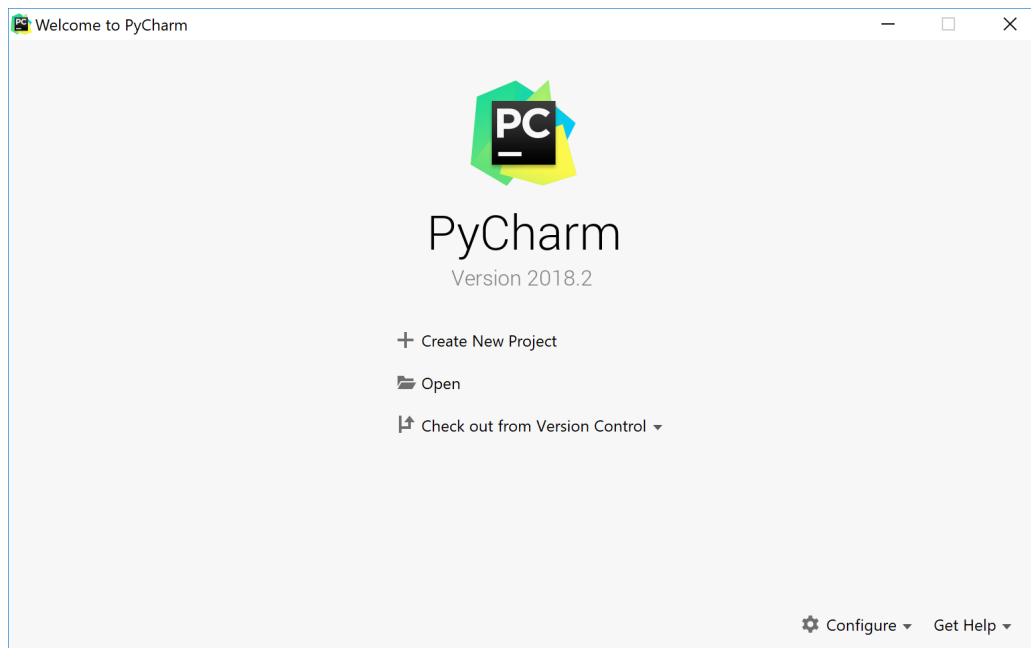 PC Welcome to PyCharm
PC
PyCharm
Version 2018.2
Create New Project
Open
Check out from Version Control
Configure Get Help